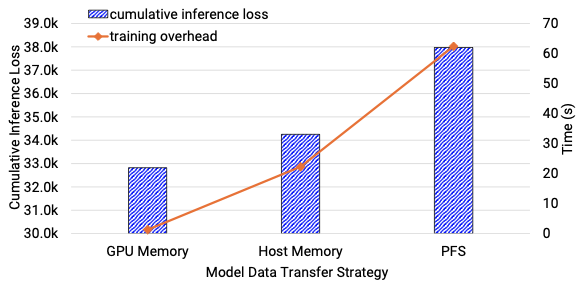 cumulative inference loss
training overhead
39.0k
38.0k
37.0k
36.0k
35.0k
34.0k
33.0k
32.0k
31.0k
30.0k
Cumulative Inference Loss
70
60
50
40
30
20
10
0
Time (s)
GPU Memory
Host Memory
PFS
Model Data Transfer Strategy